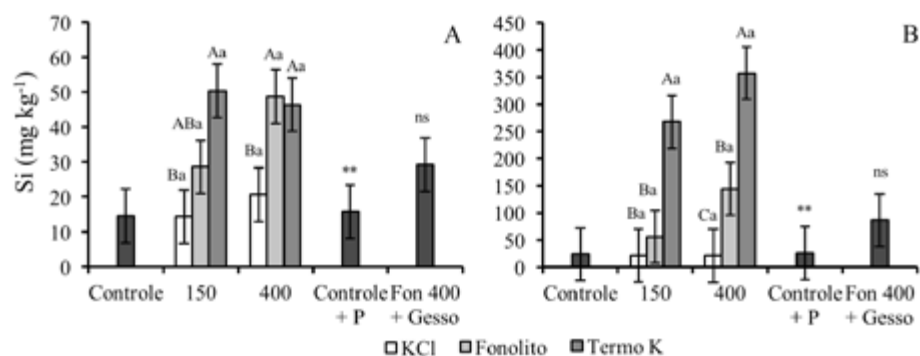 Si (mg kg-1)
70
60
50
40
30
20
10
0
A
Ba
ABa
Aa
Ba
Aa
Aa
**
ns
Controle
150
400
Controle + P
Fon 400 + Gesso
450
400
350
300
250
200
150
100
50
0
B
Ba
Ba
Aa
Ca
Ba
Aa
**
ns
Controle
150
400
Controle + P
Fon 400 + Gesso
KCl
Fonolito
Termo K